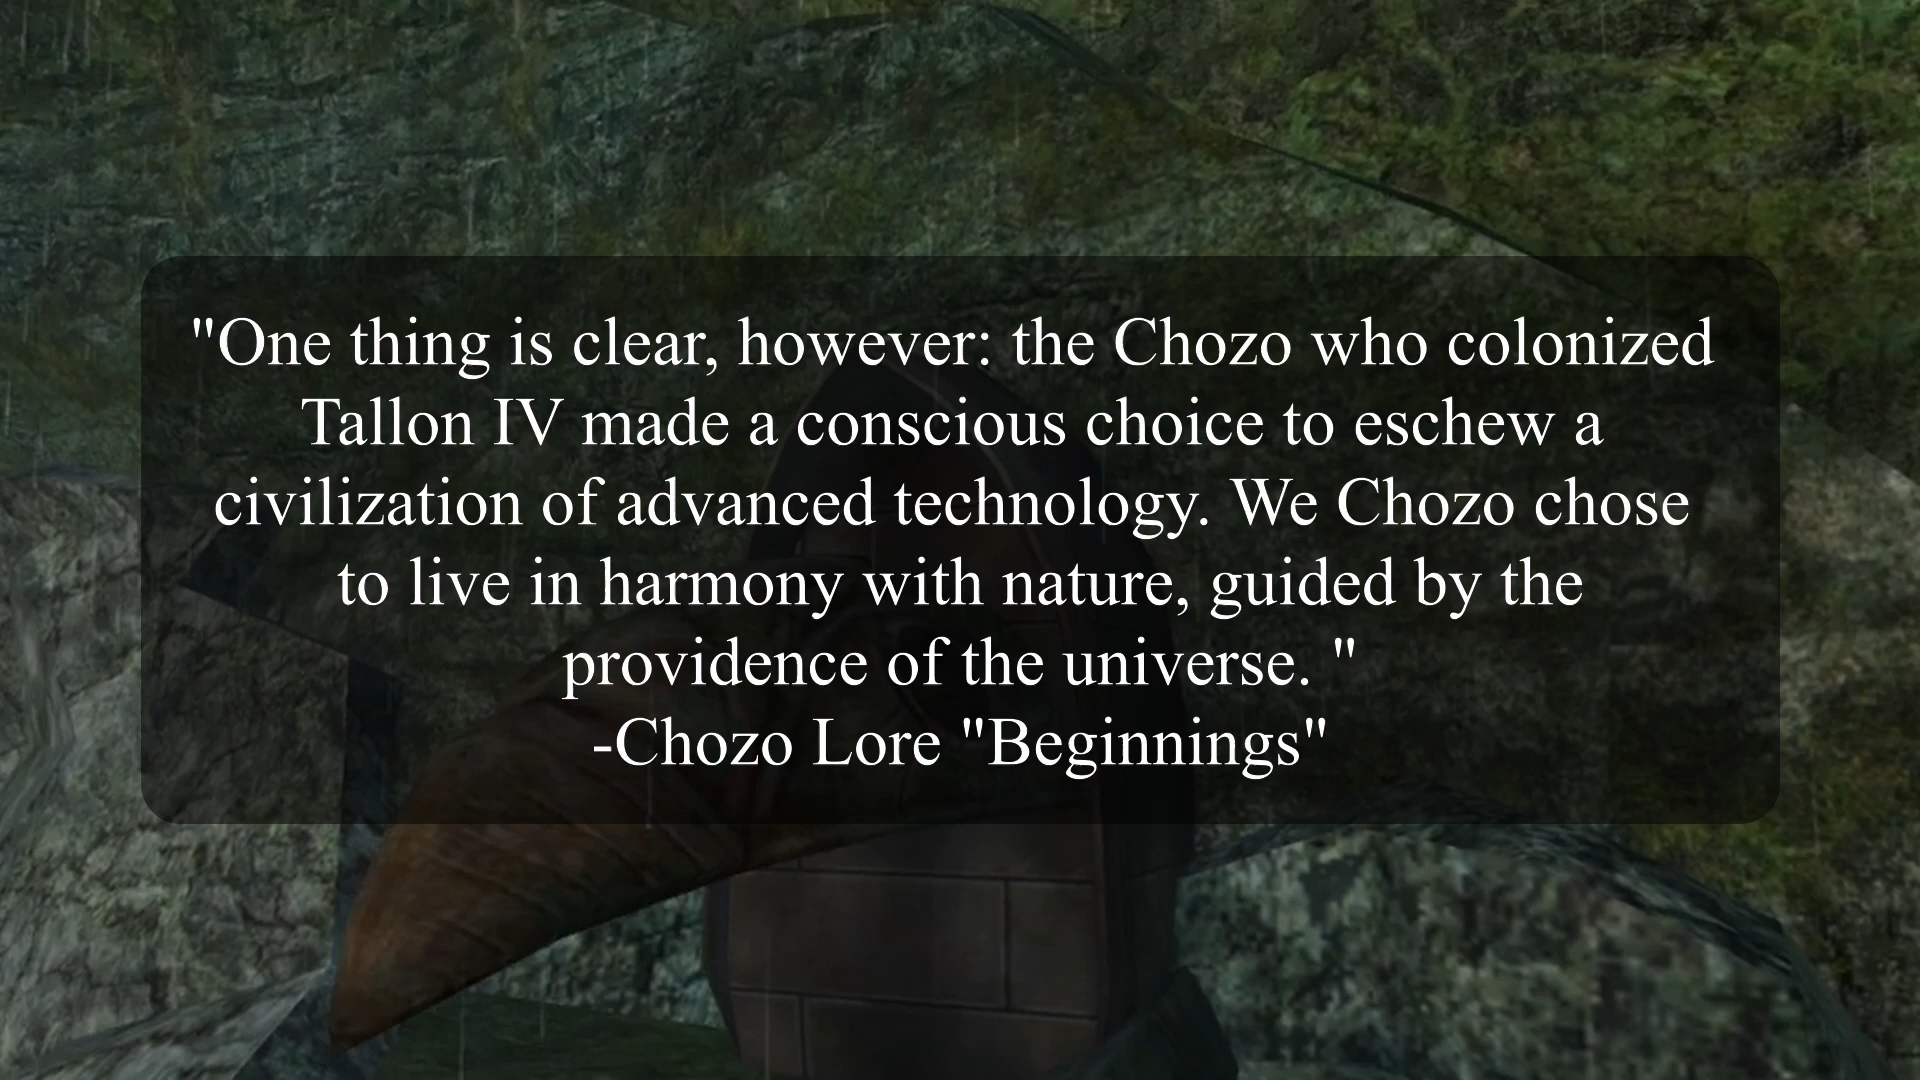 "One thing is clear, however: the Chozo who colonized
Tallon IV made a conscious choice to eschew a
civilization of advanced technology. We Chozo chose
to live in harmony with nature, guided by the
providence of the universe. "
-Chozo Lore "Beginnings"